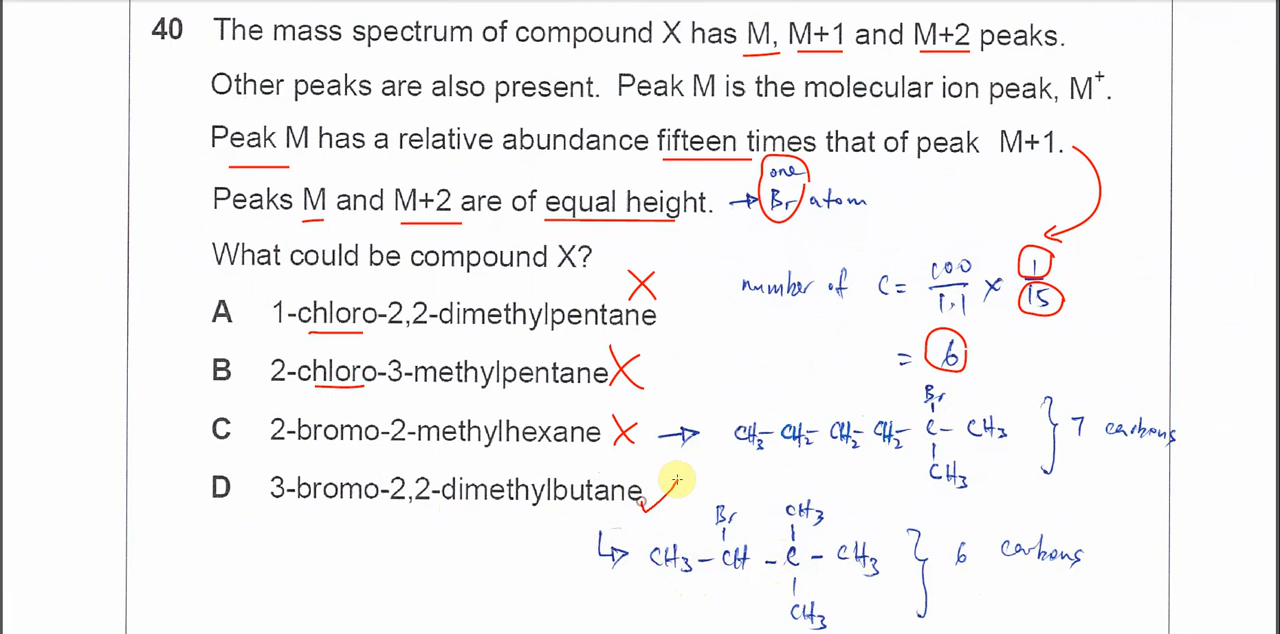 40 The mass spectrum of compound X has M, M+1 and M+2 peaks.
Other peaks are also present. Peak M is the molecular ion peak, M⁺.
Peak M has a relative abundance fifteen times that of peak M+1.
one
Peaks M and M+2 are of equal height. → Br atom
What could be compound X?
number of C = 100/1.1 × 1/15
A 1-chloro-2,2-dimethylpentane X
= 6
B 2-chloro-3-methylpentane X
Br
C 2-bromo-2-methylhexane X → CH₃-CH₂-CH₂-CH₂-C-CH₃ } 7 carbons
CH₃
D 3-bromo-2,2-dimethylbutane ✓
Br CH₃
↳ CH₃-CH-C-CH₃ } 6 carbons
CH₃